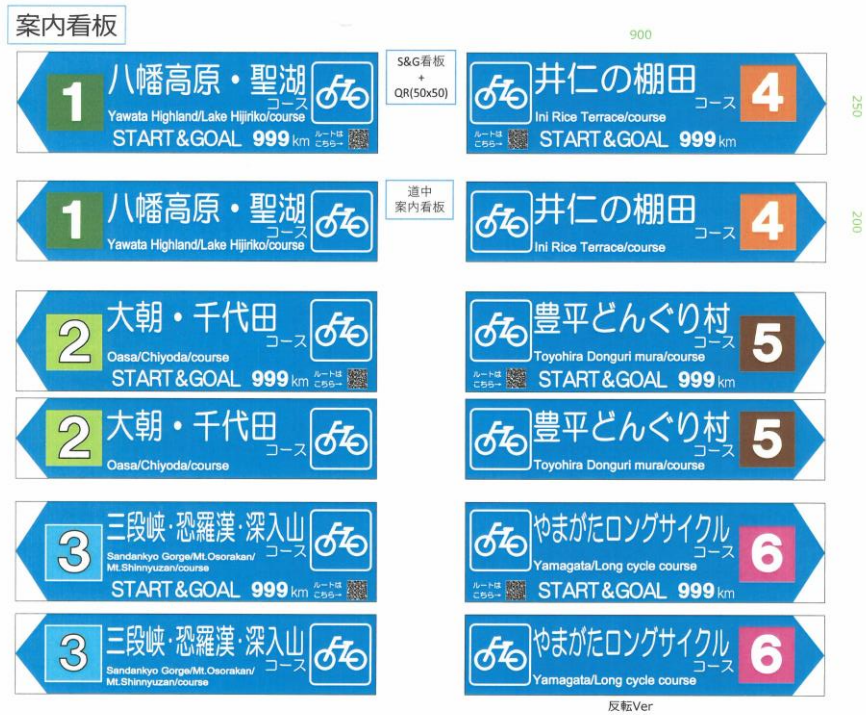 案内看板
900
1
八幡高原・聖湖
コース
Yawata Highland/Lake Hijiriko/course
START&GOAL 999km
ルートは
こちら→
S&G看板
+
QR(50x50)
井仁の棚田
コース
4
Ini Rice Terrace/course
ルートは
こちら→
START&GOAL 999km
250
1
八幡高原・聖湖
コース
Yawata Highland/Lake Hijiriko/course
道中
案内看板
井仁の棚田
コース
4
Ini Rice Terrace/course
200
2
大朝・千代田
コース
Oasa/Chiyoda/course
START&GOAL 999km
ルートは
こちら→
豊平どんぐり村
コース
5
Toyohira Donguri mura/course
ルートは
こちら→
START&GOAL 999km
2
大朝・千代田
コース
Oasa/Chiyoda/course
豊平どんぐり村
コース
5
Toyohira Donguri mura/course
3
三段峡・恐羅漢・深入山
コース
Sandankyo Gorge/Mt.Osorakan/
Mt.Shinnyuzan/course
START&GOAL 999km
ルートは
こちら→
やまがたロングサイクル
コース
6
Yamagata/Long cycle course
ルートは
こちら→
START&GOAL 999km
3
三段峡・恐羅漢・深入山
コース
Sandankyo Gorge/Mt.Osorakan/
Mt.Shinnyuzan/course
やまがたロングサイクル
コース
6
Yamagata/Long cycle course
反転Ver